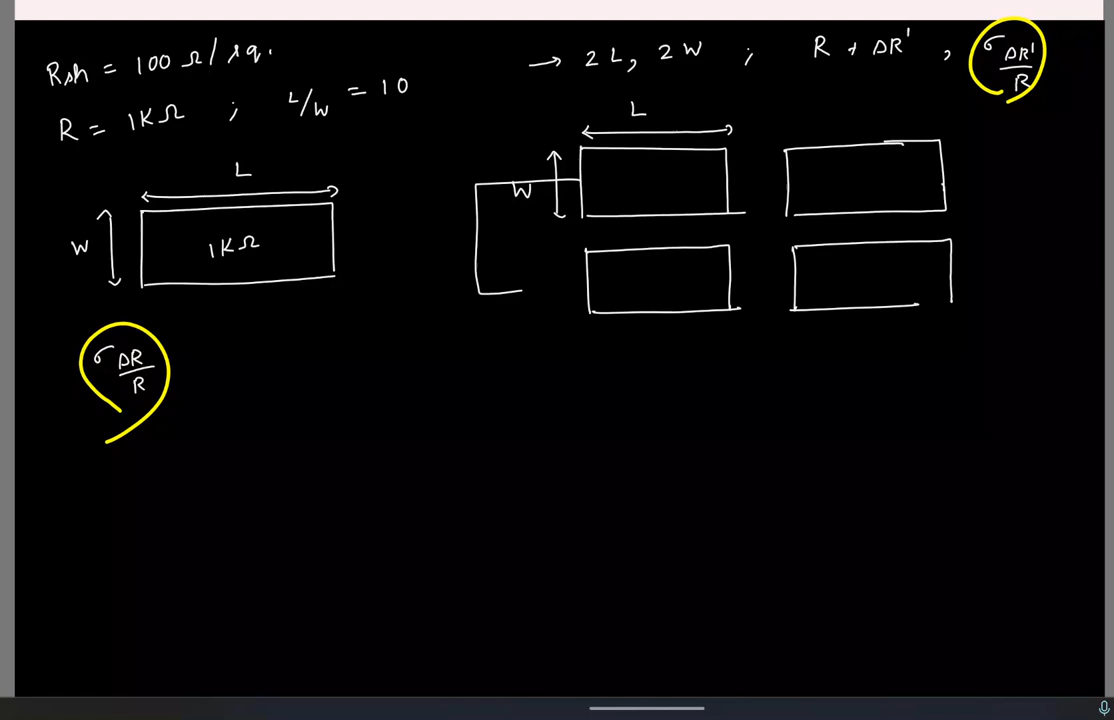 Rsh = 100 Ω/sq.
R = 1KΩ ; L/W = 10
L
W
1KΩ
σ ΔR/R
→ 2L, 2W ; R + ΔR' , σ ΔR'/R
L
W